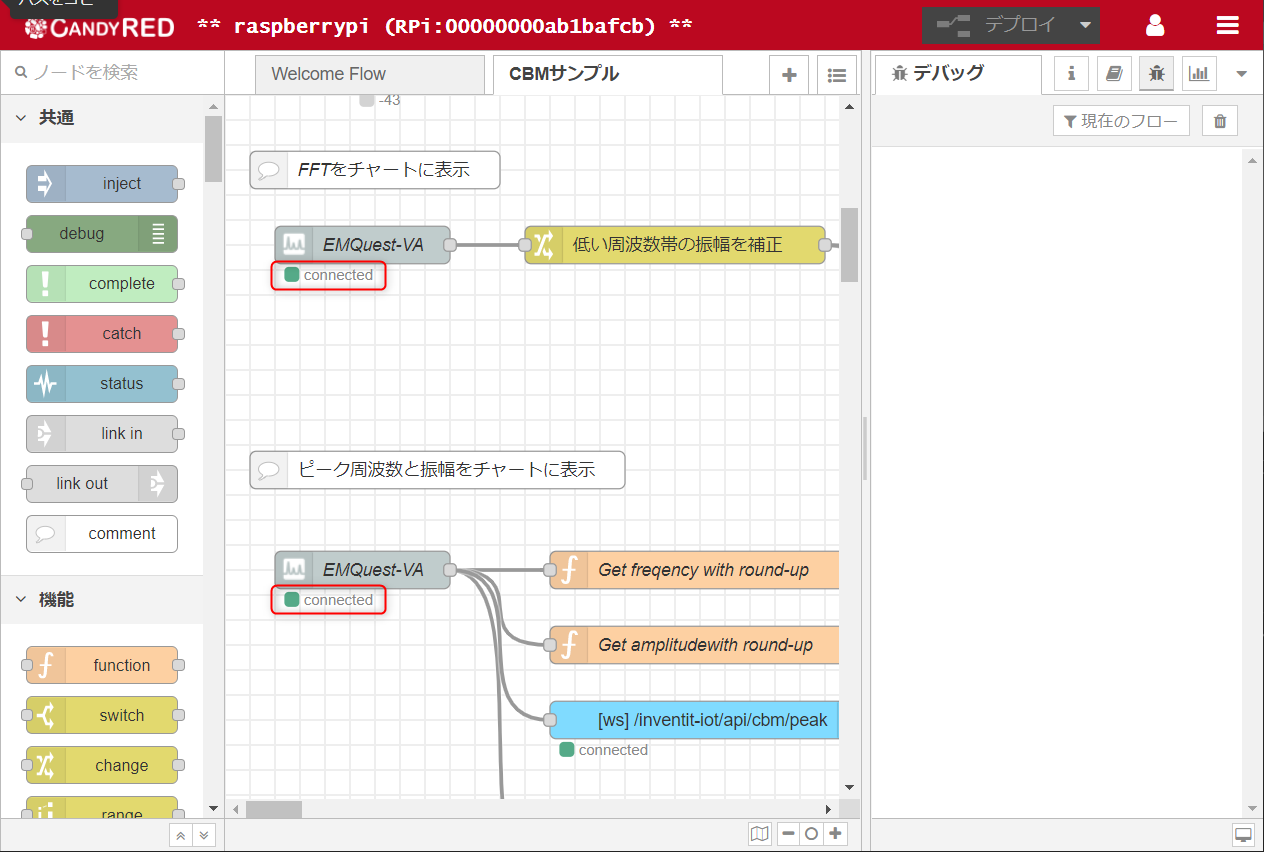 パスをコピー
CANDY RED
** raspberrypi (RPi:00000000ab1bafcb) **
デプロイ
ノードを検索
Welcome Flow
CBMサンプル
デバッグ
現在のフロー
共通
inject
debug
complete
catch
status
link in
link out
comment
機能
function
switch
change
range
-43
FFTをチャートに表示
EMQuest-VA
connected
低い周波数帯の振幅を補正
ピーク周波数と振幅をチャートに表示
EMQuest-VA
connected
Get freqency with round-up
Get amplitudewith round-up
[ws] /inventit-iot/api/cbm/peak
connected